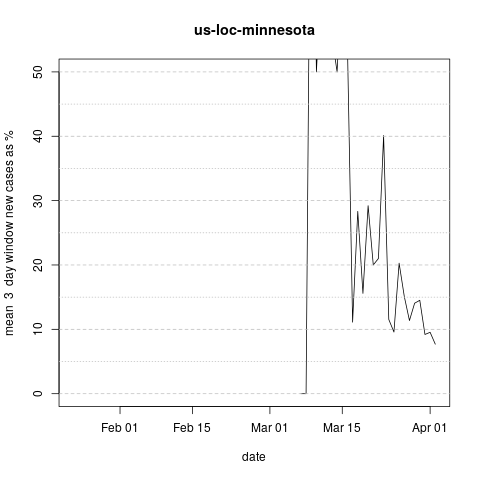 us-loc-minnesota
mean 3 day window new cases as %
50
40
30
20
10
0
Feb 01 Feb 15 Mar 01 Mar 15 Apr 01
date